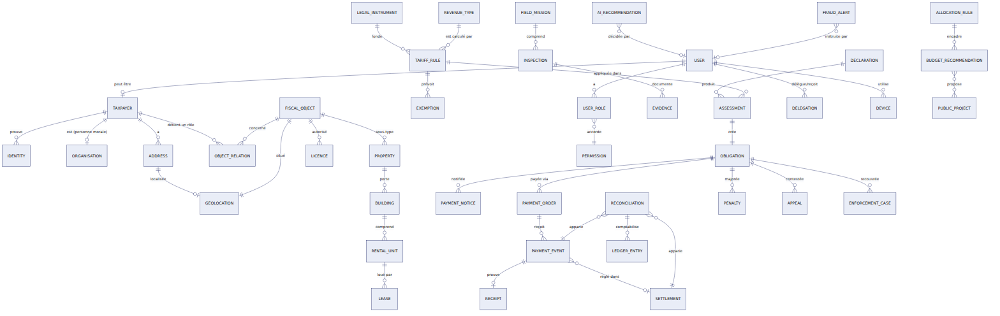 LEGAL_INSTRUMENT
REVENUE_TYPE
FIELD_MISSION
AI_RECOMMENDATION
FRAUD_ALERT
ALLOCATION_RULE
fonde
est calculé par
comprend
décidée par
instruite par
encadre
TARIFF_RULE
INSPECTION
USER
DECLARATION
BUDGET_RECOMMENDATION
peut être
prévoit
appliquée dans
a
documente
produit
délègue/reçoit
utilise
propose
TAXPAYER
FISCAL_OBJECT
EXEMPTION
USER_ROLE
EVIDENCE
ASSESSMENT
DELEGATION
DEVICE
PUBLIC_PROJECT
prouve
est (personne morale)
a
détient un rôle
concerné
autorisé
sous-type
accorde
crée
IDENTITY
ORGANISATION
ADDRESS
OBJECT_RELATION
LICENCE
PROPERTY
PERMISSION
OBLIGATION
localisée
situé
porte
notifiée
payée via
majorée
contestée
recouvrée
GEOLOCATION
BUILDING
PAYMENT_NOTICE
PAYMENT_ORDER
RECONCILIATION
PENALTY
APPEAL
ENFORCEMENT_CASE
comprend
reçoit
apparie
comptabilise
RENTAL_UNIT
PAYMENT_EVENT
LEDGER_ENTRY
apparie
loué par
prouve
réglé dans
LEASE
RECEIPT
SETTLEMENT